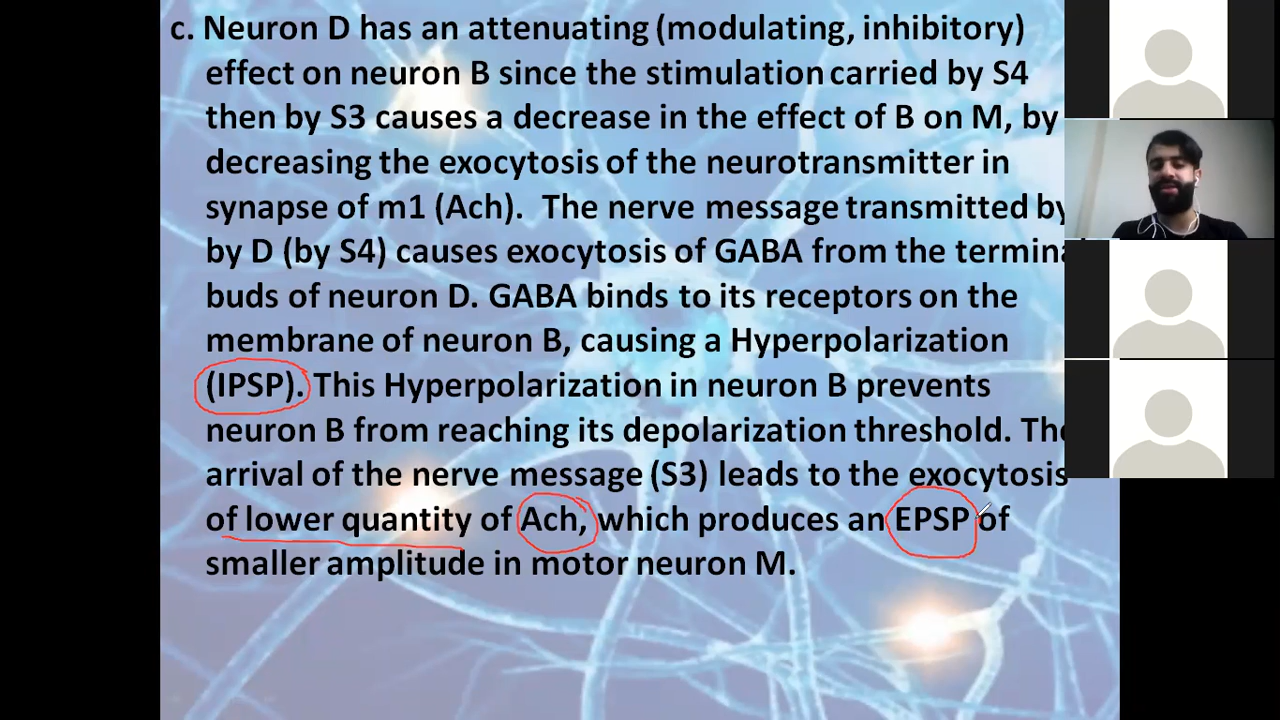 c. Neuron D has an attenuating (modulating, inhibitory)
effect on neuron B since the stimulation carried by S4
then by S3 causes a decrease in the effect of B on M, by
decreasing the exocytosis of the neurotransmitter in
synapse of m1 (Ach). The nerve message transmitted by
by D (by S4) causes exocytosis of GABA from the termina
buds of neuron D. GABA binds to its receptors on the
membrane of neuron B, causing a Hyperpolarization
(IPSP). This Hyperpolarization in neuron B prevents
neuron B from reaching its depolarization threshold. The
arrival of the nerve message (S3) leads to the exocytosis
of lower quantity of Ach, which produces an EPSP of
smaller amplitude in motor neuron M.